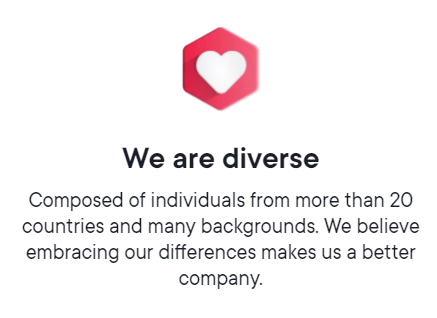 We are diverse
Composed of individuals from more than 20
countries and many backgrounds. We believe
embracing our differences makes us a better
company.